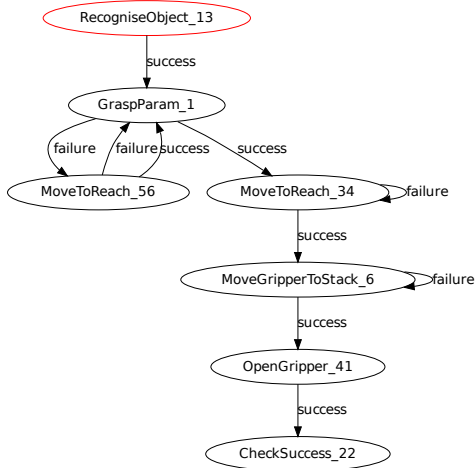 RecogniseObject_13
success
GraspParam_1
failure
failure
success
success
MoveToReach_56
MoveToReach_34
failure
success
MoveGripperToStack_6
failure
success
OpenGripper_41
success
CheckSuccess_22